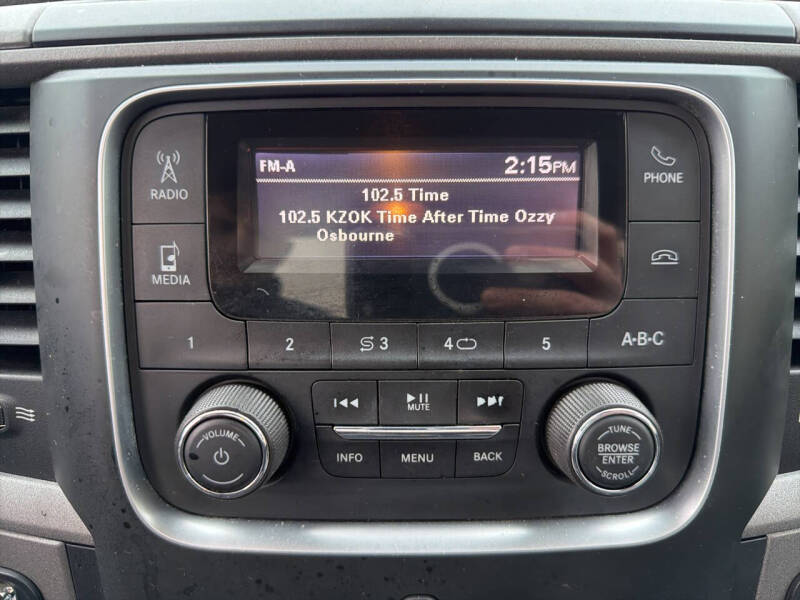 FM-A 2:15PM
102.5 Time
102.5 KZOK Time After Time Ozzy
Osbourne
RADIO
PHONE
MEDIA
1 2 3 4 5 A·B·C
VOLUME
MUTE
INFO MENU BACK
TUNE
BROWSE
ENTER
SCROLL